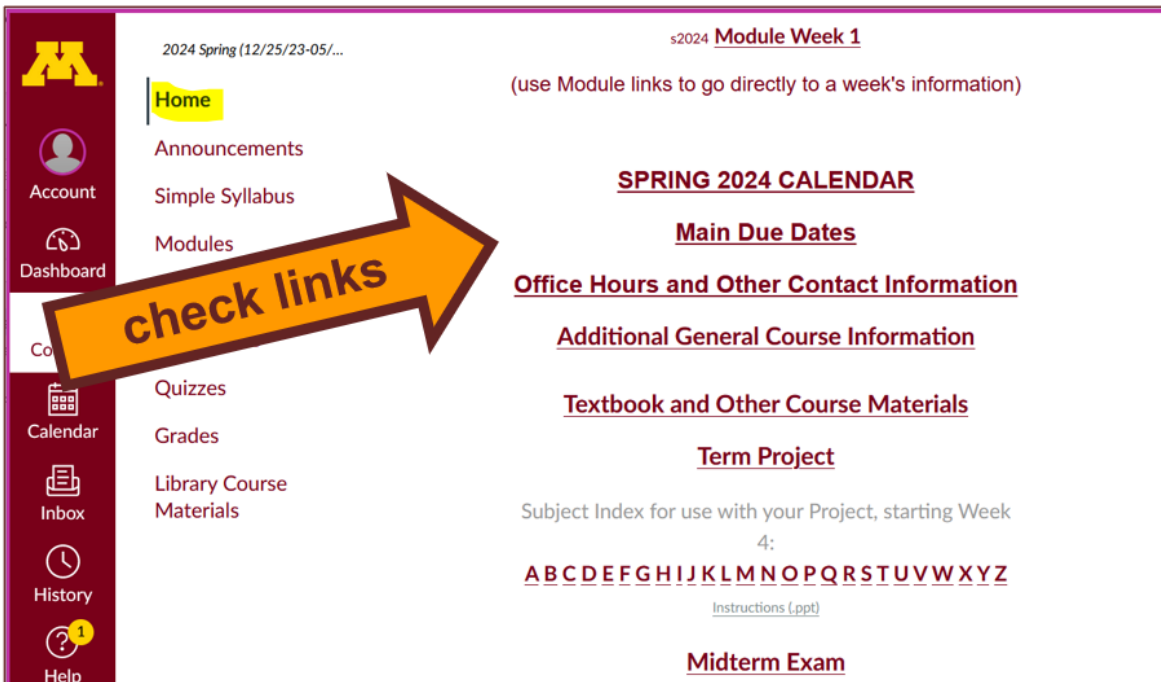 2024 Spring (12/25/23-05/...
Home
Announcements
Simple Syllabus
Modules
Quizzes
Grades
Library Course
Materials
Account
Dashboard
Co
Calendar
Inbox
History
1
Help
check links
s2024 Module Week 1
(use Module links to go directly to a week's information)
SPRING 2024 CALENDAR
Main Due Dates
Office Hours and Other Contact Information
Additional General Course Information
Textbook and Other Course Materials
Term Project
Subject Index for use with your Project, starting Week
4:
A B C D E F G H I J K L M N O P Q R S T U V W X Y Z
Instructions (.ppt)
Midterm Exam